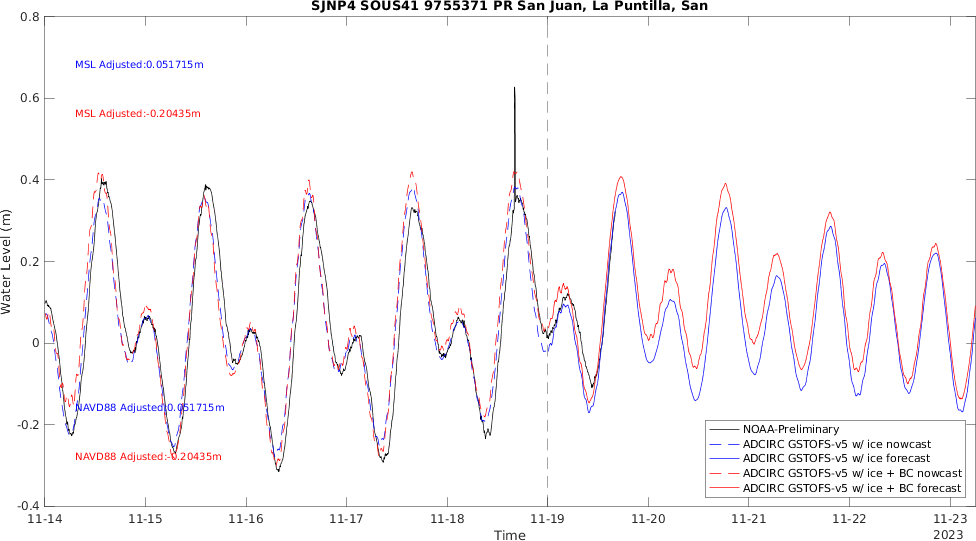 SJNP4 SOUS41 9755371 PR San Juan, La Puntilla, San
0.8
0.6
0.4
0.2
0
-0.2
-0.4
Water Level (m)
MSL Adjusted:0.051715m
MSL Adjusted:-0.20435m
NAVD88 Adjusted:0.051715m
NAVD88 Adjusted:-0.20435m
NOAA-Preliminary
ADCIRC GSTOFS-v5 w/ ice nowcast
ADCIRC GSTOFS-v5 w/ ice forecast
ADCIRC GSTOFS-v5 w/ ice + BC nowcast
ADCIRC GSTOFS-v5 w/ ice + BC forecast
11-14 11-15 11-16 11-17 11-18 11-19 11-20 11-21 11-22 11-23
2023
Time